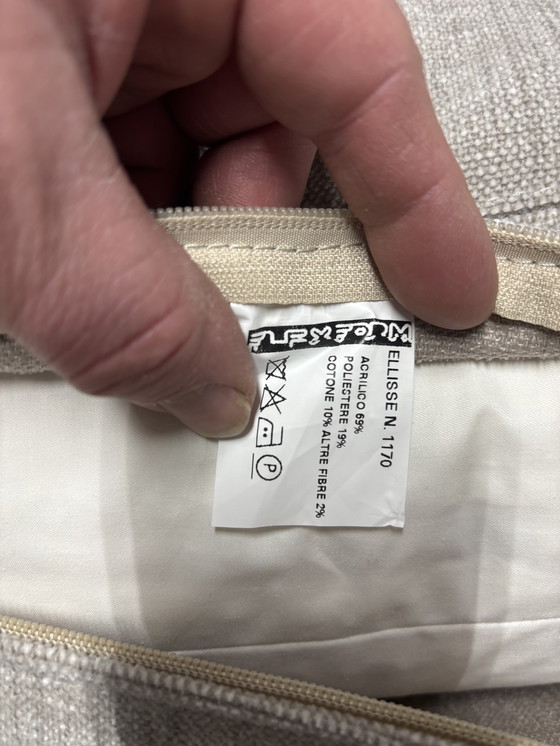 ELLISSE N. 1170
ACRILICO 69%
POLIESTERE 19%
COTONE 10% ALTRE FIBRE 2%
P